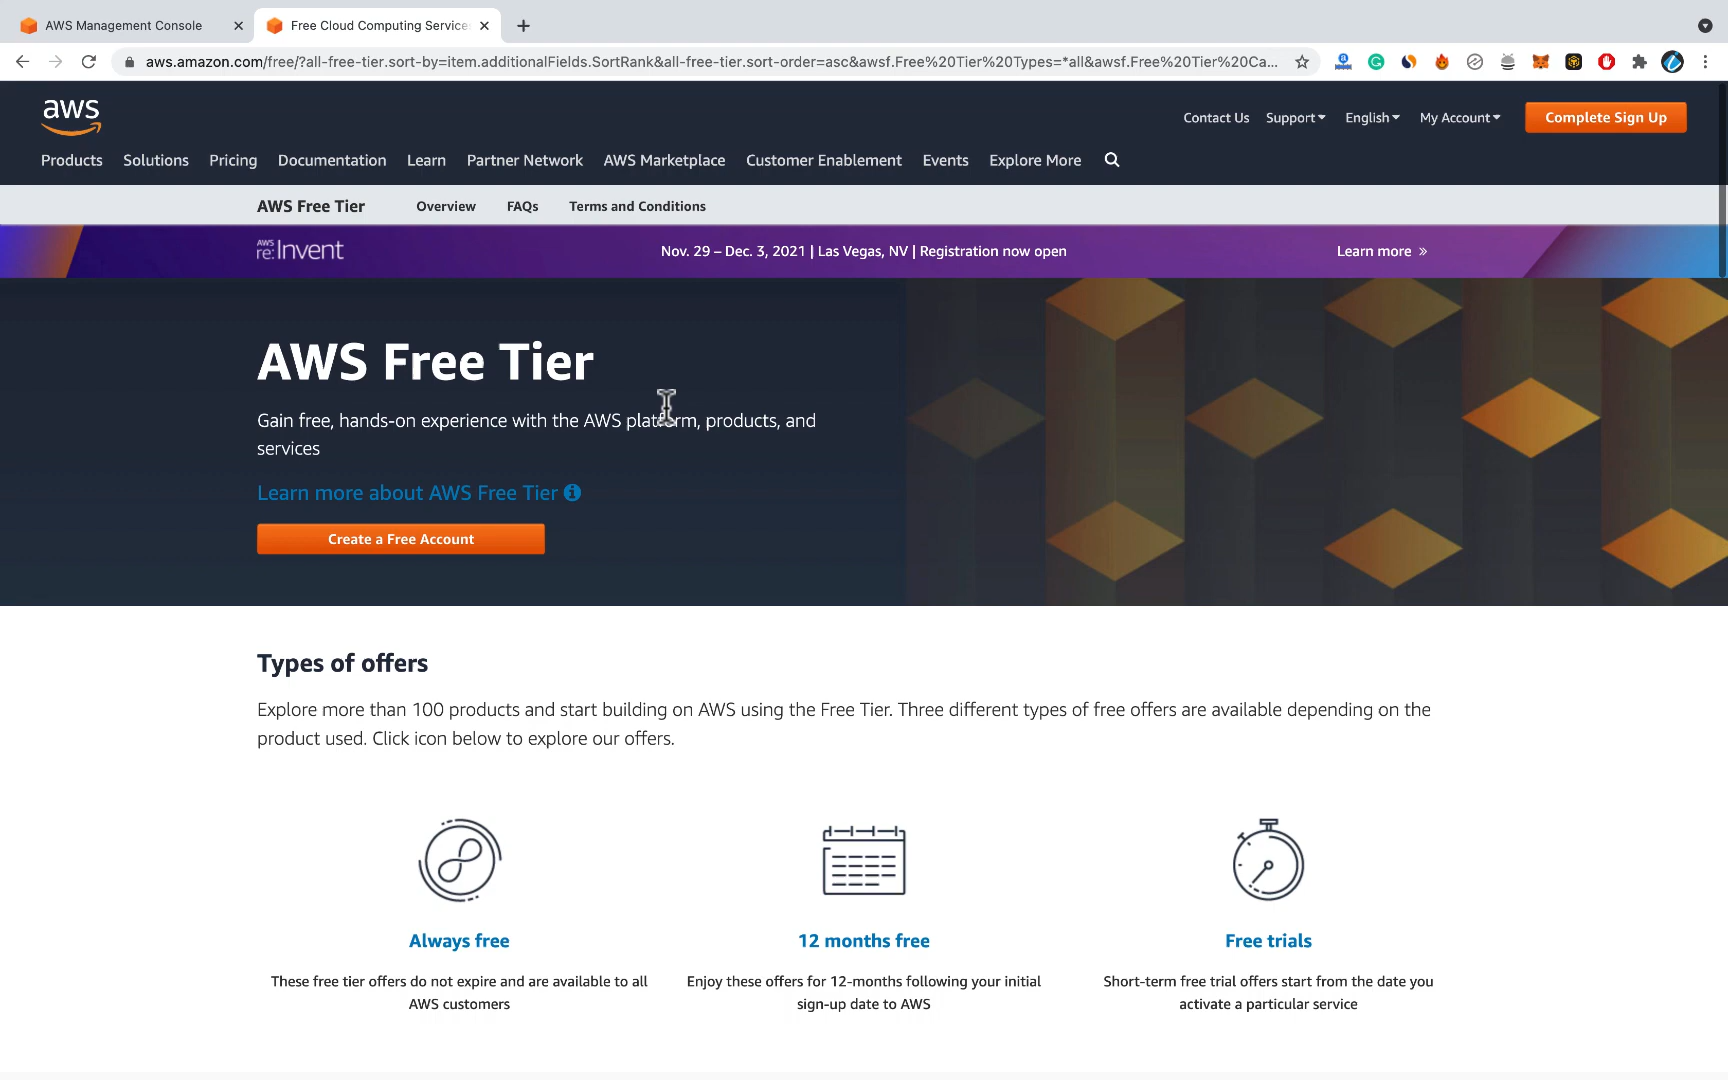 AWS Management Console
Free Cloud Computing Service
aws.amazon.com/free/?all-free-tier.sort-by=item.additionalFields.SortRank&all-free-tier.sort-order=asc&awsf.Free%20Tier%20Types=*all&awsf.Free%20Tier%20Ca...
aws
Contact Us Support English My Account Complete Sign Up
Products Solutions Pricing Documentation Learn Partner Network AWS Marketplace Customer Enablement Events Explore More
AWS Free Tier Overview FAQs Terms and Conditions
AWS re:Invent Nov. 29 – Dec. 3, 2021 | Las Vegas, NV | Registration now open Learn more »
AWS Free Tier
Gain free, hands-on experience with the AWS platform, products, and
services
Learn more about AWS Free Tier
Create a Free Account
Types of offers
Explore more than 100 products and start building on AWS using the Free Tier. Three different types of free offers are available depending on the
product used. Click icon below to explore our offers.
Always free
These free tier offers do not expire and are available to all
AWS customers
12 months free
Enjoy these offers for 12-months following your initial
sign-up date to AWS
Free trials
Short-term free trial offers start from the date you
activate a particular service